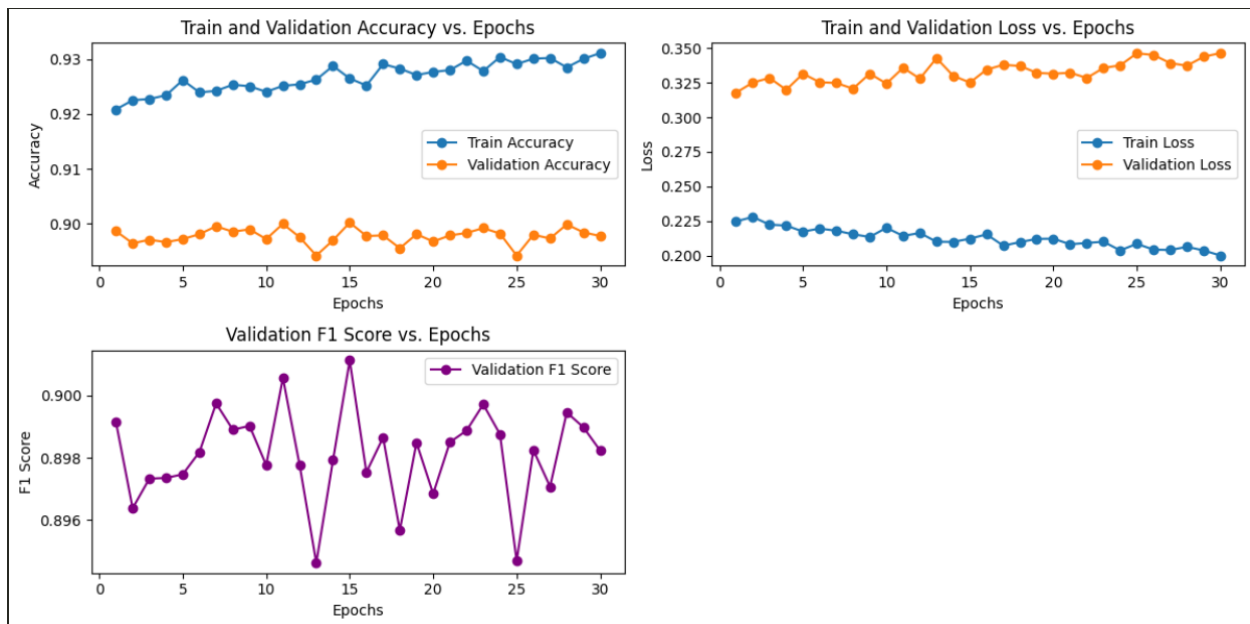 Train and Validation Accuracy vs. Epochs
0.93
0.92
0.91
0.90
Accuracy
Train Accuracy
Validation Accuracy
0 5 10 15 20 25 30
Epochs
Train and Validation Loss vs. Epochs
0.350
0.325
0.300
0.275
0.250
0.225
0.200
Loss
Train Loss
Validation Loss
0 5 10 15 20 25 30
Epochs
Validation F1 Score vs. Epochs
0.900
0.898
0.896
F1 Score
Validation F1 Score
0 5 10 15 20 25 30
Epochs